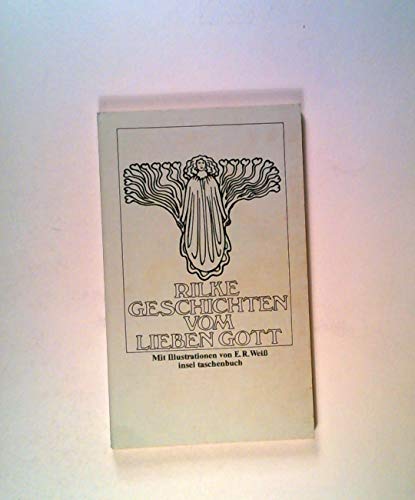 RILKE
GESCHICHTEN
VOM
LIEBEN GOTT
Mit Illustrationen von E. R. Weiß
insel taschenbuch